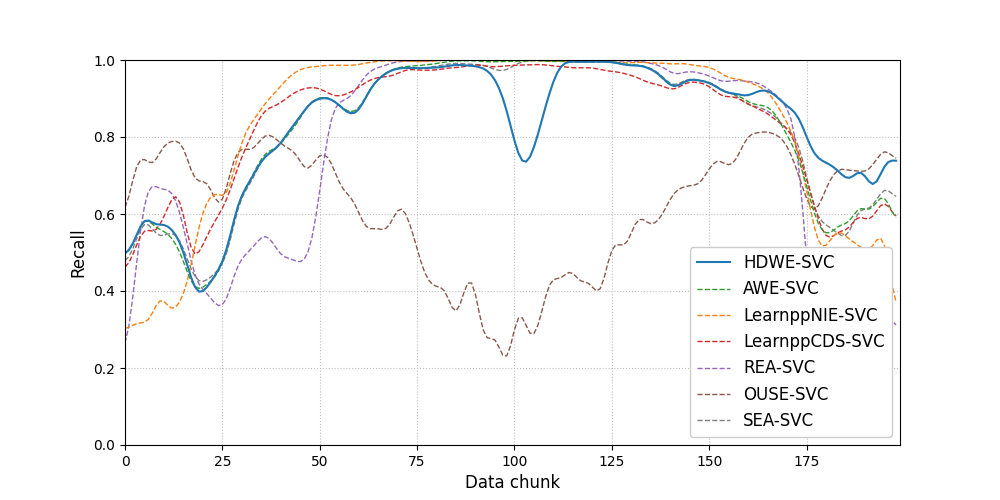 1.0
0.8
0.6
0.4
0.2
0.0
Recall
0 25 50 75 100 125 150 175
Data chunk
HDWE-SVC
AWE-SVC
LearnppNIE-SVC
LearnppCDS-SVC
REA-SVC
OUSE-SVC
SEA-SVC